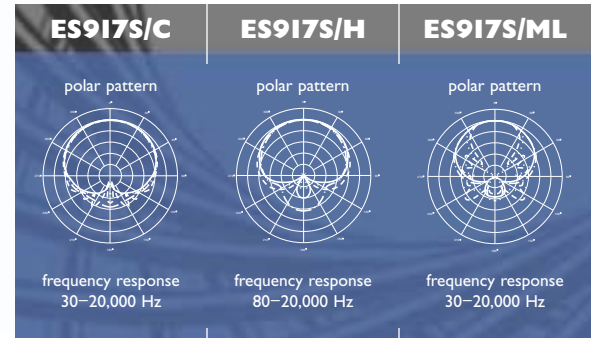 ES917S/C
ES917S/H
ES917S/ML
polar pattern
polar pattern
polar pattern
frequency response
30–20,000 Hz
frequency response
80–20,000 Hz
frequency response
30–20,000 Hz